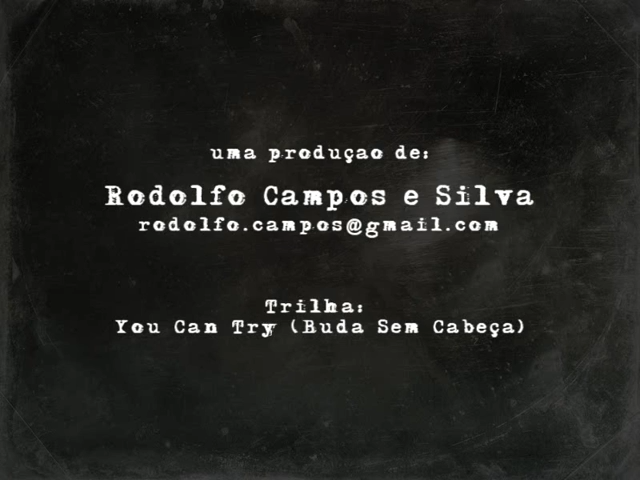 uma produçao de:
Rodolfo Campos e Silva
rodolfo.campos@gmail.com
Trilha:
You Can Try (Buda Sem Cabeça)